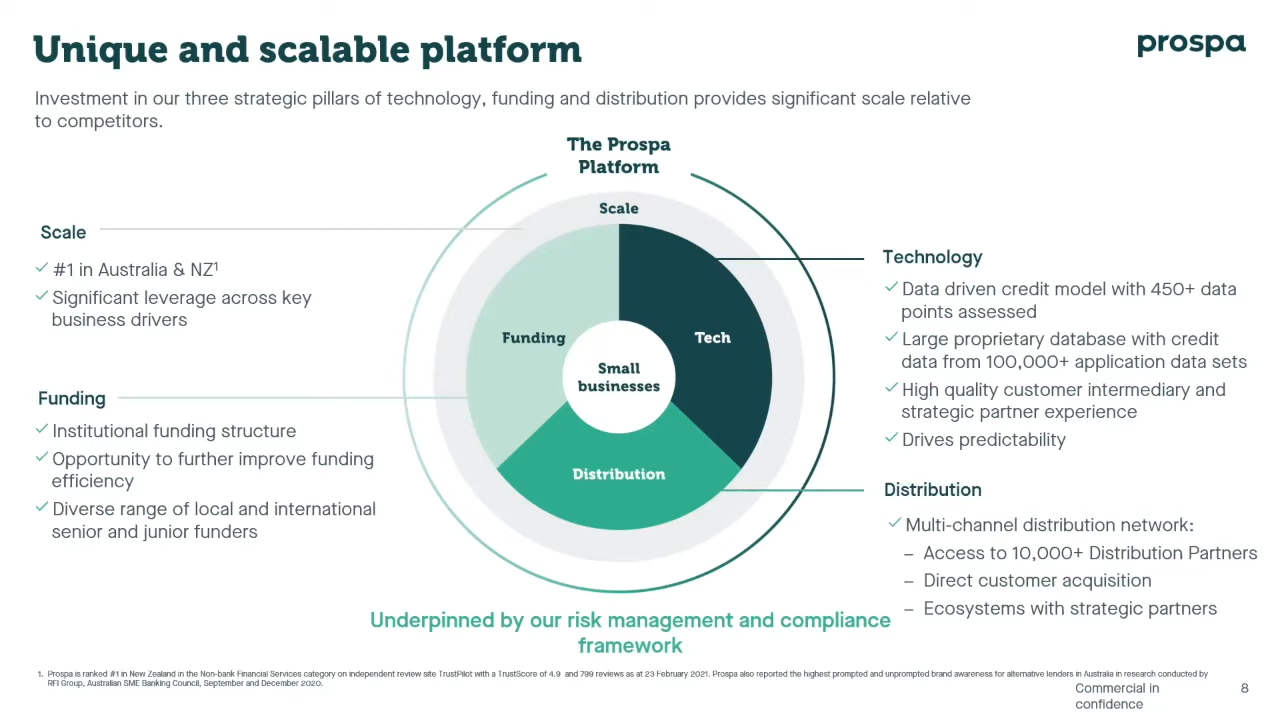 Unique and scalable platform
prospa
Investment in our three strategic pillars of technology, funding and distribution provides significant scale relative
to competitors.
The Prospa
Platform
Scale
Funding
Tech
Small
businesses
Distribution
Scale
✓ #1 in Australia & NZ¹
✓ Significant leverage across key
business drivers
Funding
✓ Institutional funding structure
✓ Opportunity to further improve funding
efficiency
✓ Diverse range of local and international
senior and junior funders
Technology
✓ Data driven credit model with 450+ data
points assessed
✓ Large proprietary database with credit
data from 100,000+ application data sets
✓ High quality customer intermediary and
strategic partner experience
✓ Drives predictability
Distribution
✓ Multi-channel distribution network:
– Access to 10,000+ Distribution Partners
– Direct customer acquisition
– Ecosystems with strategic partners
Underpinned by our risk management and compliance
framework
1. Prospa is ranked #1 in New Zealand in the Non-bank Financial Services category on independent review site TrustPilot with a TrustScore of 4.9 and 799 reviews as at 23 February 2021. Prospa also reported the highest prompted and unprompted brand awareness for alternative lenders in Australia in research conducted by
RFI Group, Australian SME Banking Council, September and December 2020.
Commercial in
confidence
8